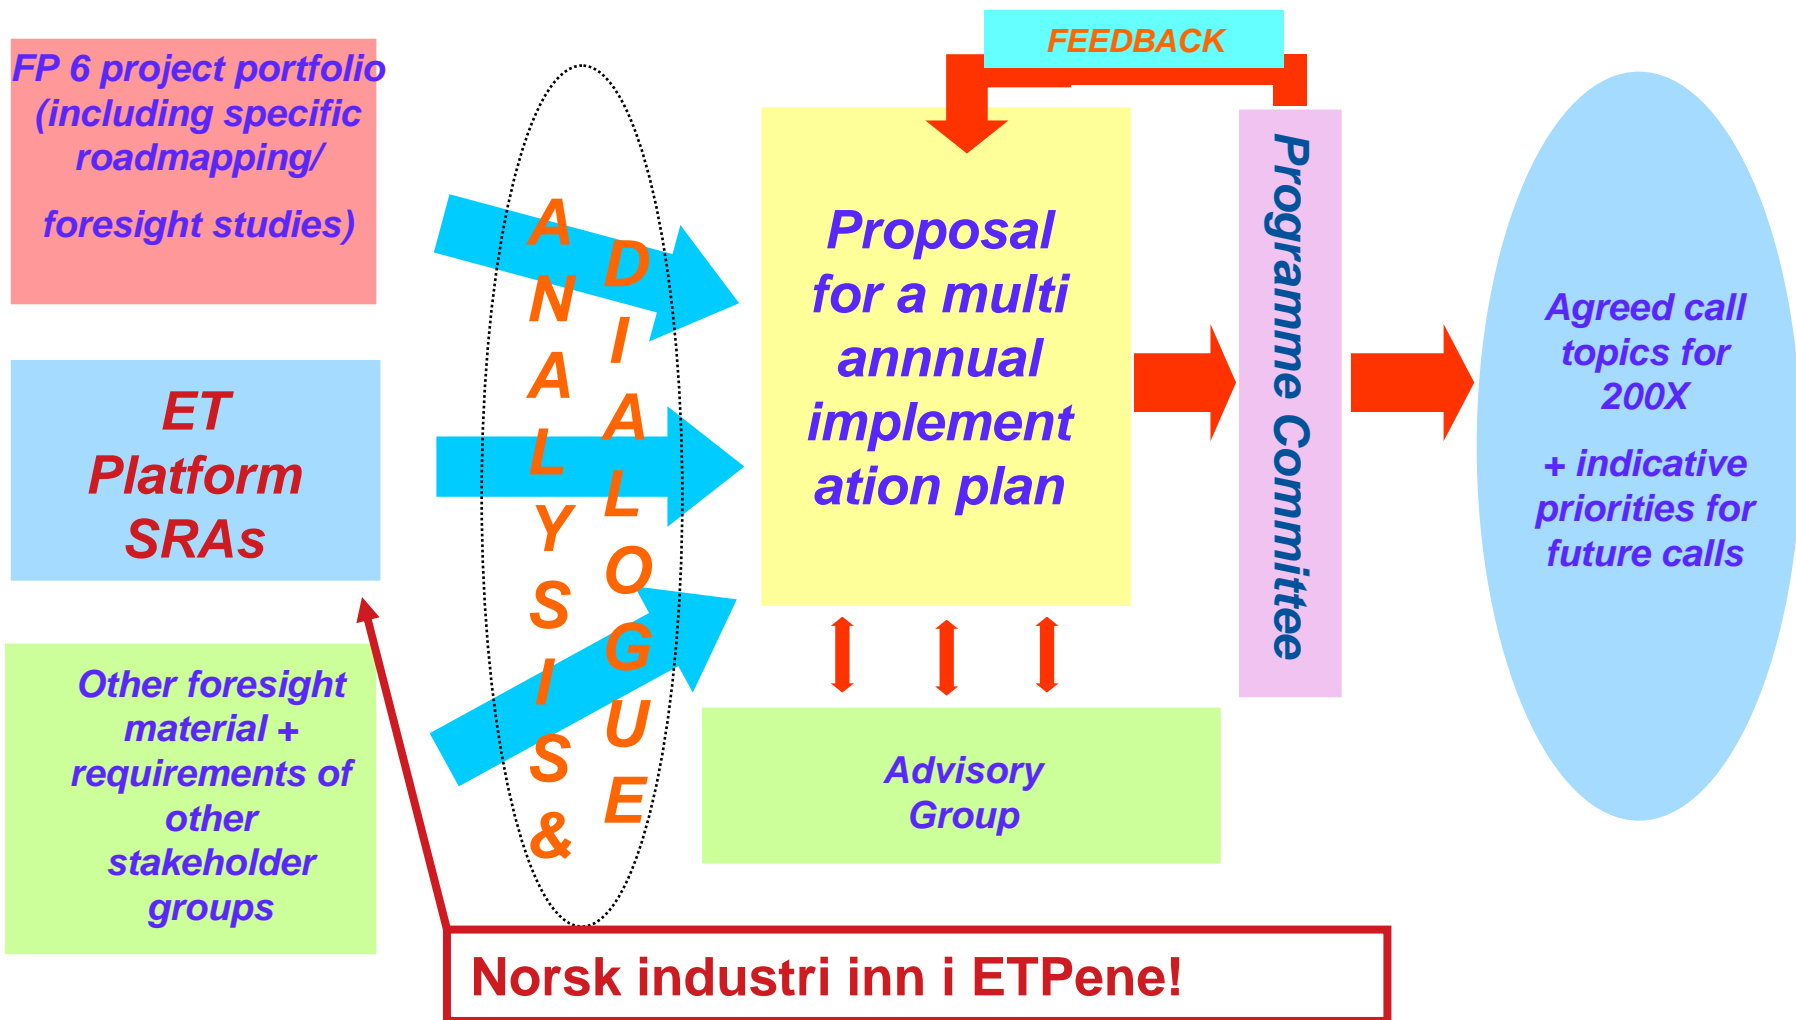 FEEDBACK
FP 6 project portfolio
(including specific
roadmapping/
foresight studies)
ET
Platform
SRAs
Other foresight
material +
requirements of
other
stakeholder
groups
ANALYSIS&
DIALOGUE
Proposal
for a multi
annnual
implement
ation plan
Advisory
Group
Programme Committee
Agreed call
topics for
200X
+ indicative
priorities for
future calls
Norsk industri inn i ETPene!